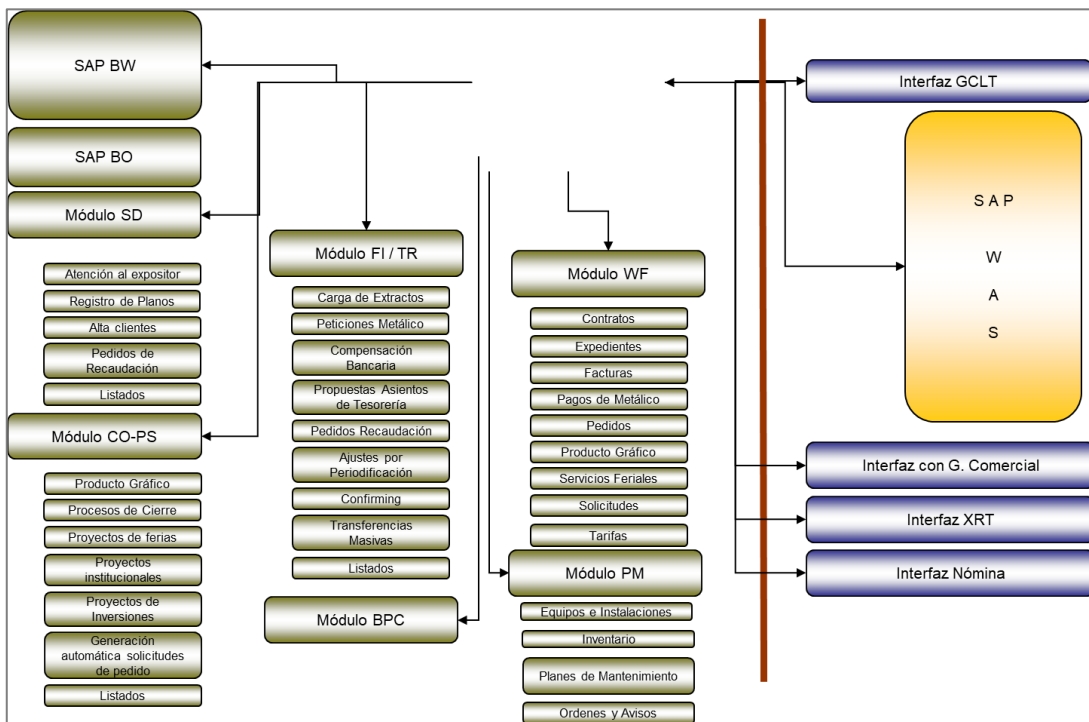 SAP BW
SAP BO
Módulo SD
Atención al expositor
Registro de Planos
Alta clientes
Pedidos de
Recaudación
Listados
Módulo CO-PS
Producto Gráfico
Procesos de Cierre
Proyectos de ferias
Proyectos
institucionales
Proyectos de
Inversiones
Generación
automática solicitudes
de pedido
Listados
Módulo FI / TR
Carga de Extractos
Peticiones Metálico
Compensación
Bancaria
Propuestas Asientos
de Tesorería
Pedidos Recaudación
Ajustes por
Periodificación
Confirming
Transferencias
Masivas
Listados
Módulo BPC
Módulo WF
Contratos
Expedientes
Facturas
Pagos de Metálico
Pedidos
Producto Gráfico
Servicios Feriales
Solicitudes
Tarifas
Módulo PM
Equipos e Instalaciones
Inventario
Planes de Mantenimiento
Ordenes y Avisos
Interfaz GCLT
S A P
W
A
S
Interfaz con G. Comercial
Interfaz XRT
Interfaz Nómina